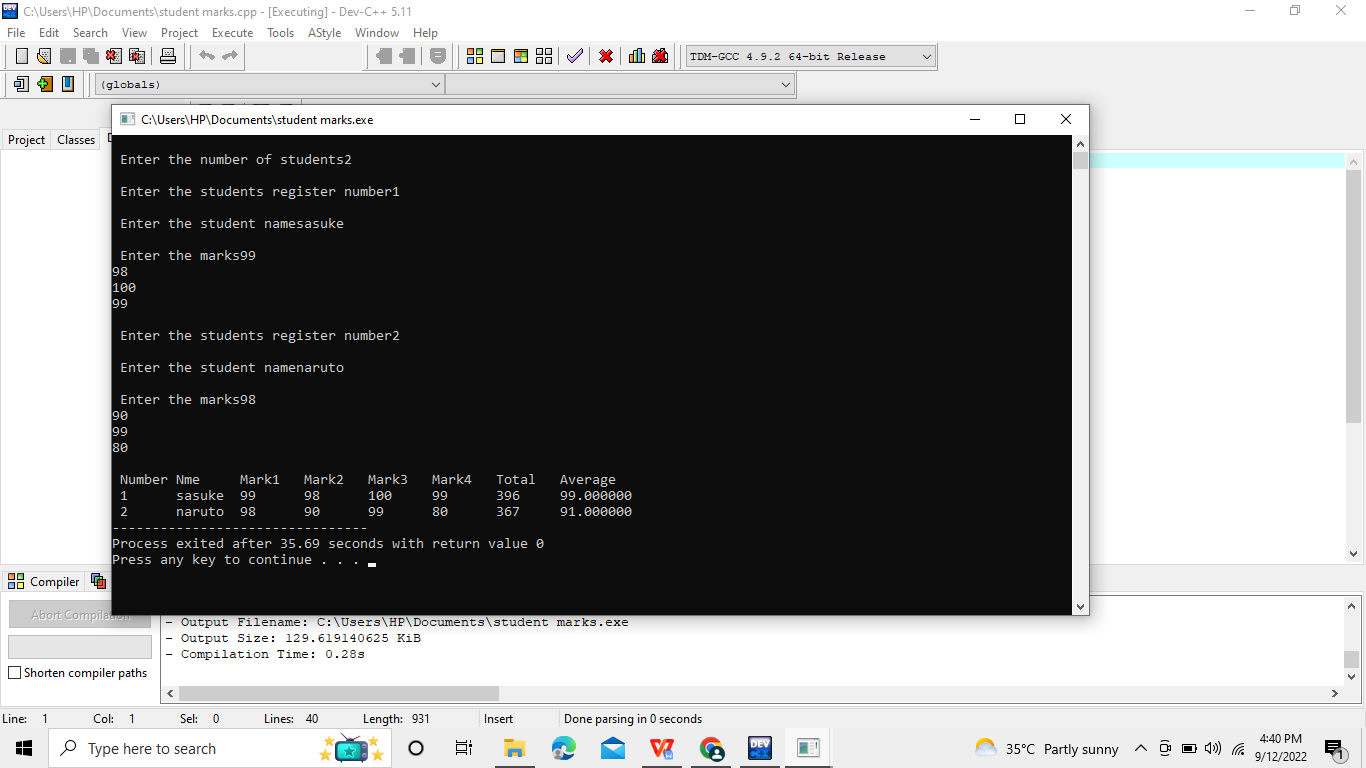 C:\Users\HP\Documents\student marks.cpp - [Executing] - Dev-C++ 5.11
File Edit Search View Project Execute Tools AStyle Window Help
TDM-GCC 4.9.2 64-bit Release
(globals)
C:\Users\HP\Documents\student marks.exe
Project Classes
Enter the number of students2
Enter the students register number1
Enter the student namesasuke
Enter the marks99
98
100
99
Enter the students register number2
Enter the student namenaruto
Enter the marks98
90
99
80
Number Nme Mark1 Mark2 Mark3 Mark4 Total Average
1 sasuke 99 98 100 99 396 99.000000
2 naruto 98 90 99 80 367 91.000000
--------------------------------
Process exited after 35.69 seconds with return value 0
Press any key to continue . . .
Compiler
Abort Compilation
Shorten compiler paths
- Output Filename: C:\Users\HP\Documents\student marks.exe
- Output Size: 129.619140625 KiB
- Compilation Time: 0.28s
Line: 1 Col: 1 Sel: 0 Lines: 40 Length: 931 Insert Done parsing in 0 seconds
Type here to search
DEV
35°C Partly sunny
4:40 PM
9/12/2022
1